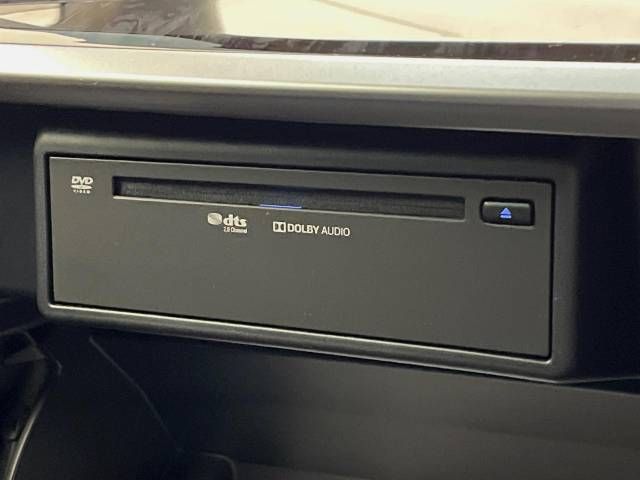 DVD
VIDEO
dts
2.0 Channel
DOLBY AUDIO